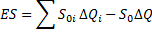 ES = ∑ S₀ᵢ ΔQᵢ − S₀ΔQ